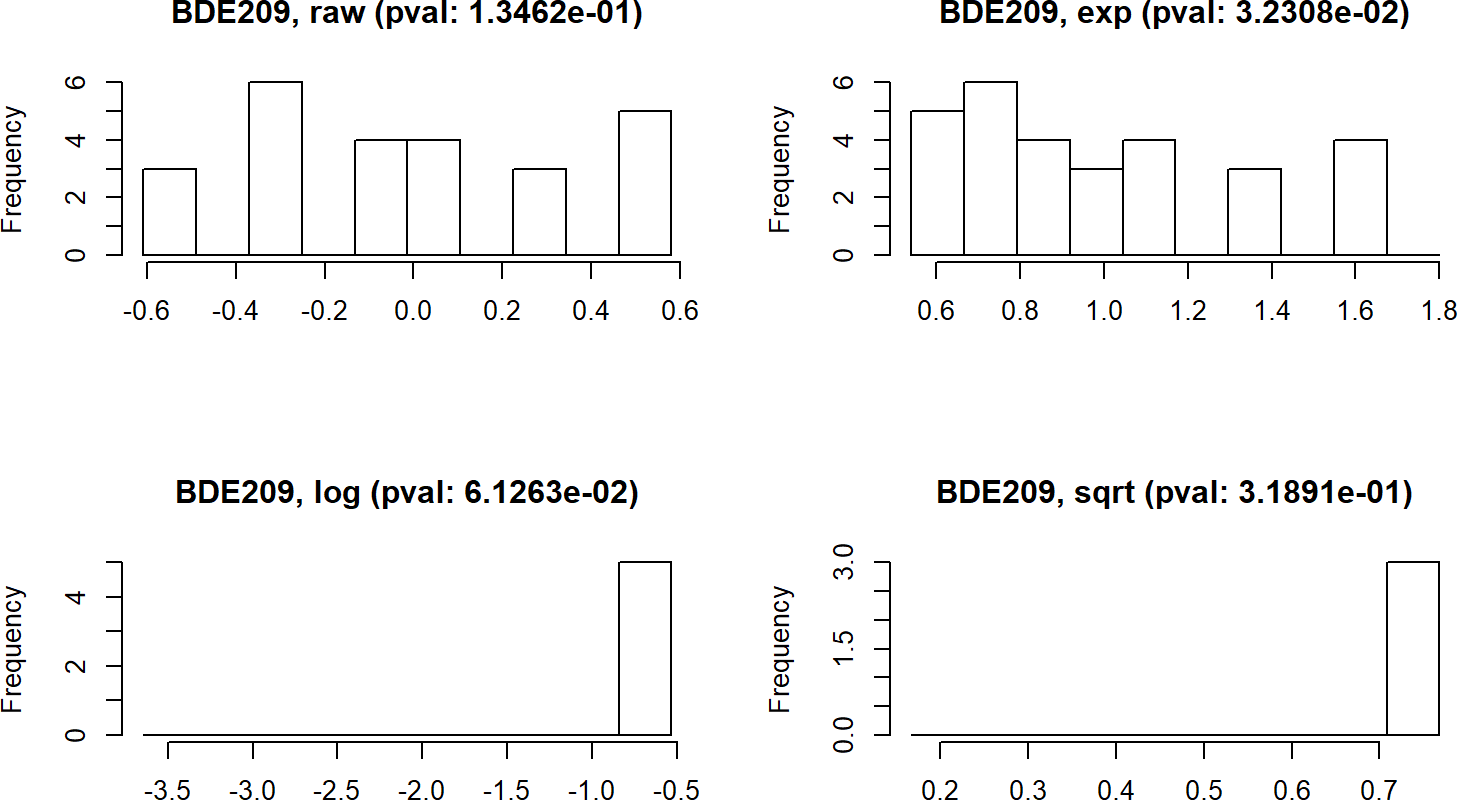 BDE209, raw (pval: 1.3462e-01)
Frequency
0 2 4 6
-0.6 -0.4 -0.2 0.0 0.2 0.4 0.6
BDE209, exp (pval: 3.2308e-02)
Frequency
0 2 4 6
0.6 0.8 1.0 1.2 1.4 1.6 1.8
BDE209, log (pval: 6.1263e-02)
Frequency
0 2 4
-3.5 -3.0 -2.5 -2.0 -1.5 -1.0 -0.5
BDE209, sqrt (pval: 3.1891e-01)
Frequency
0.0 1.5 3.0
0.2 0.3 0.4 0.5 0.6 0.7